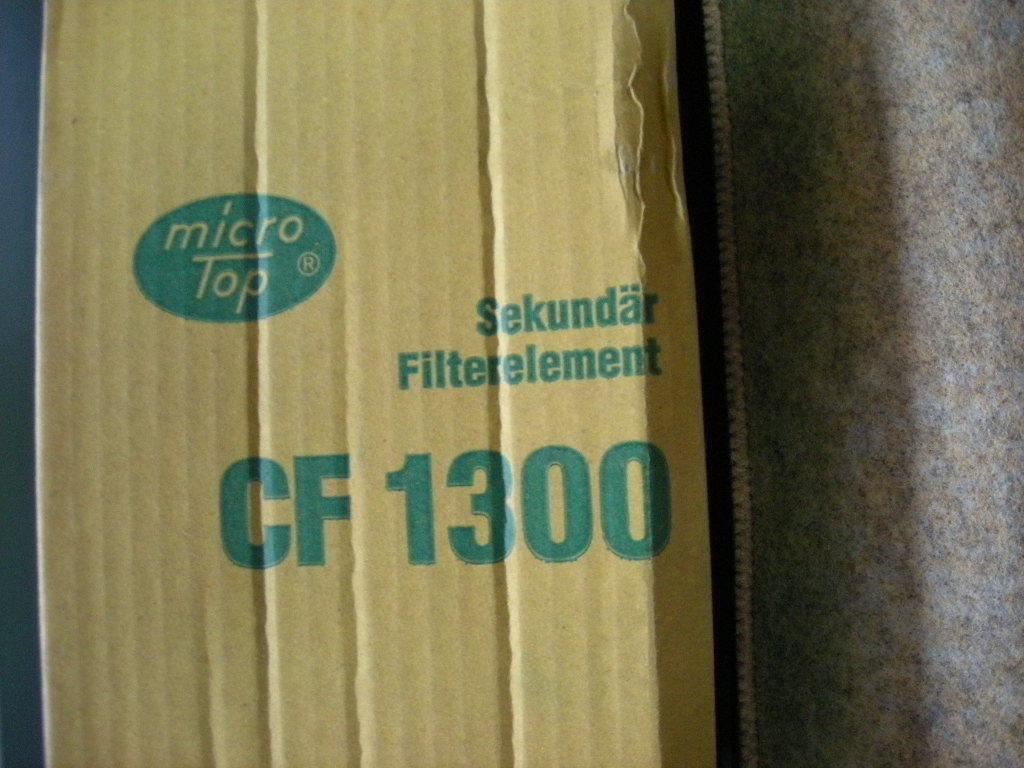 micro
Top ®
Sekundär
Filterelement
CF 1300